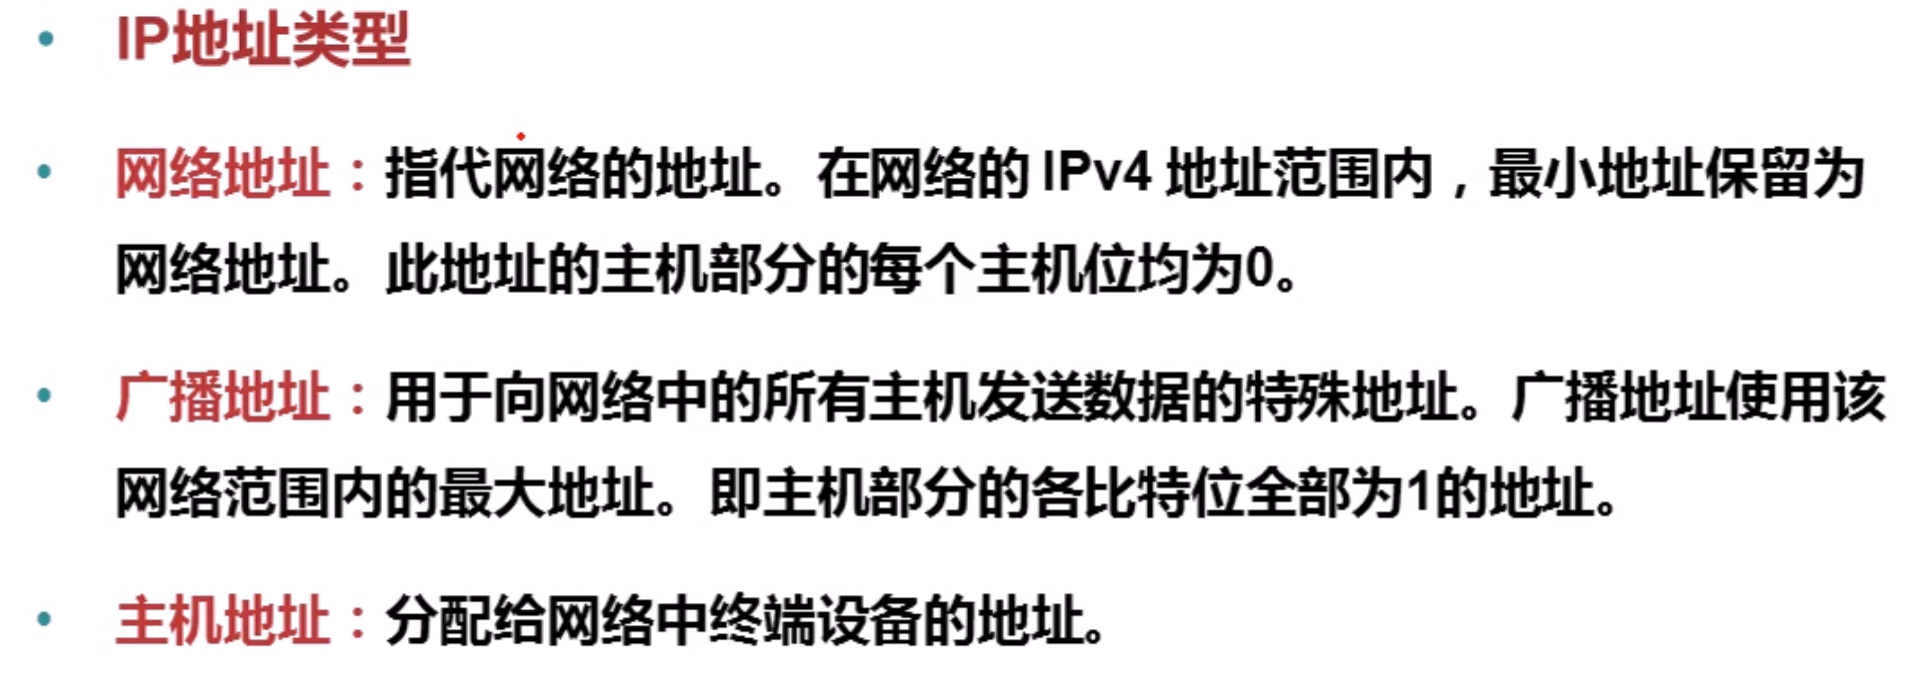 • IP地址类型
• 网络地址：指代网络的地址。在网络的 IPv4 地址范围内，最小地址保留为
网络地址。此地址的主机部分的每个主机位均为0。
• 广播地址：用于向网络中的所有主机发送数据的特殊地址。广播地址使用该
网络范围内的最大地址。即主机部分的各比特位全部为1的地址。
• 主机地址：分配给网络中终端设备的地址。